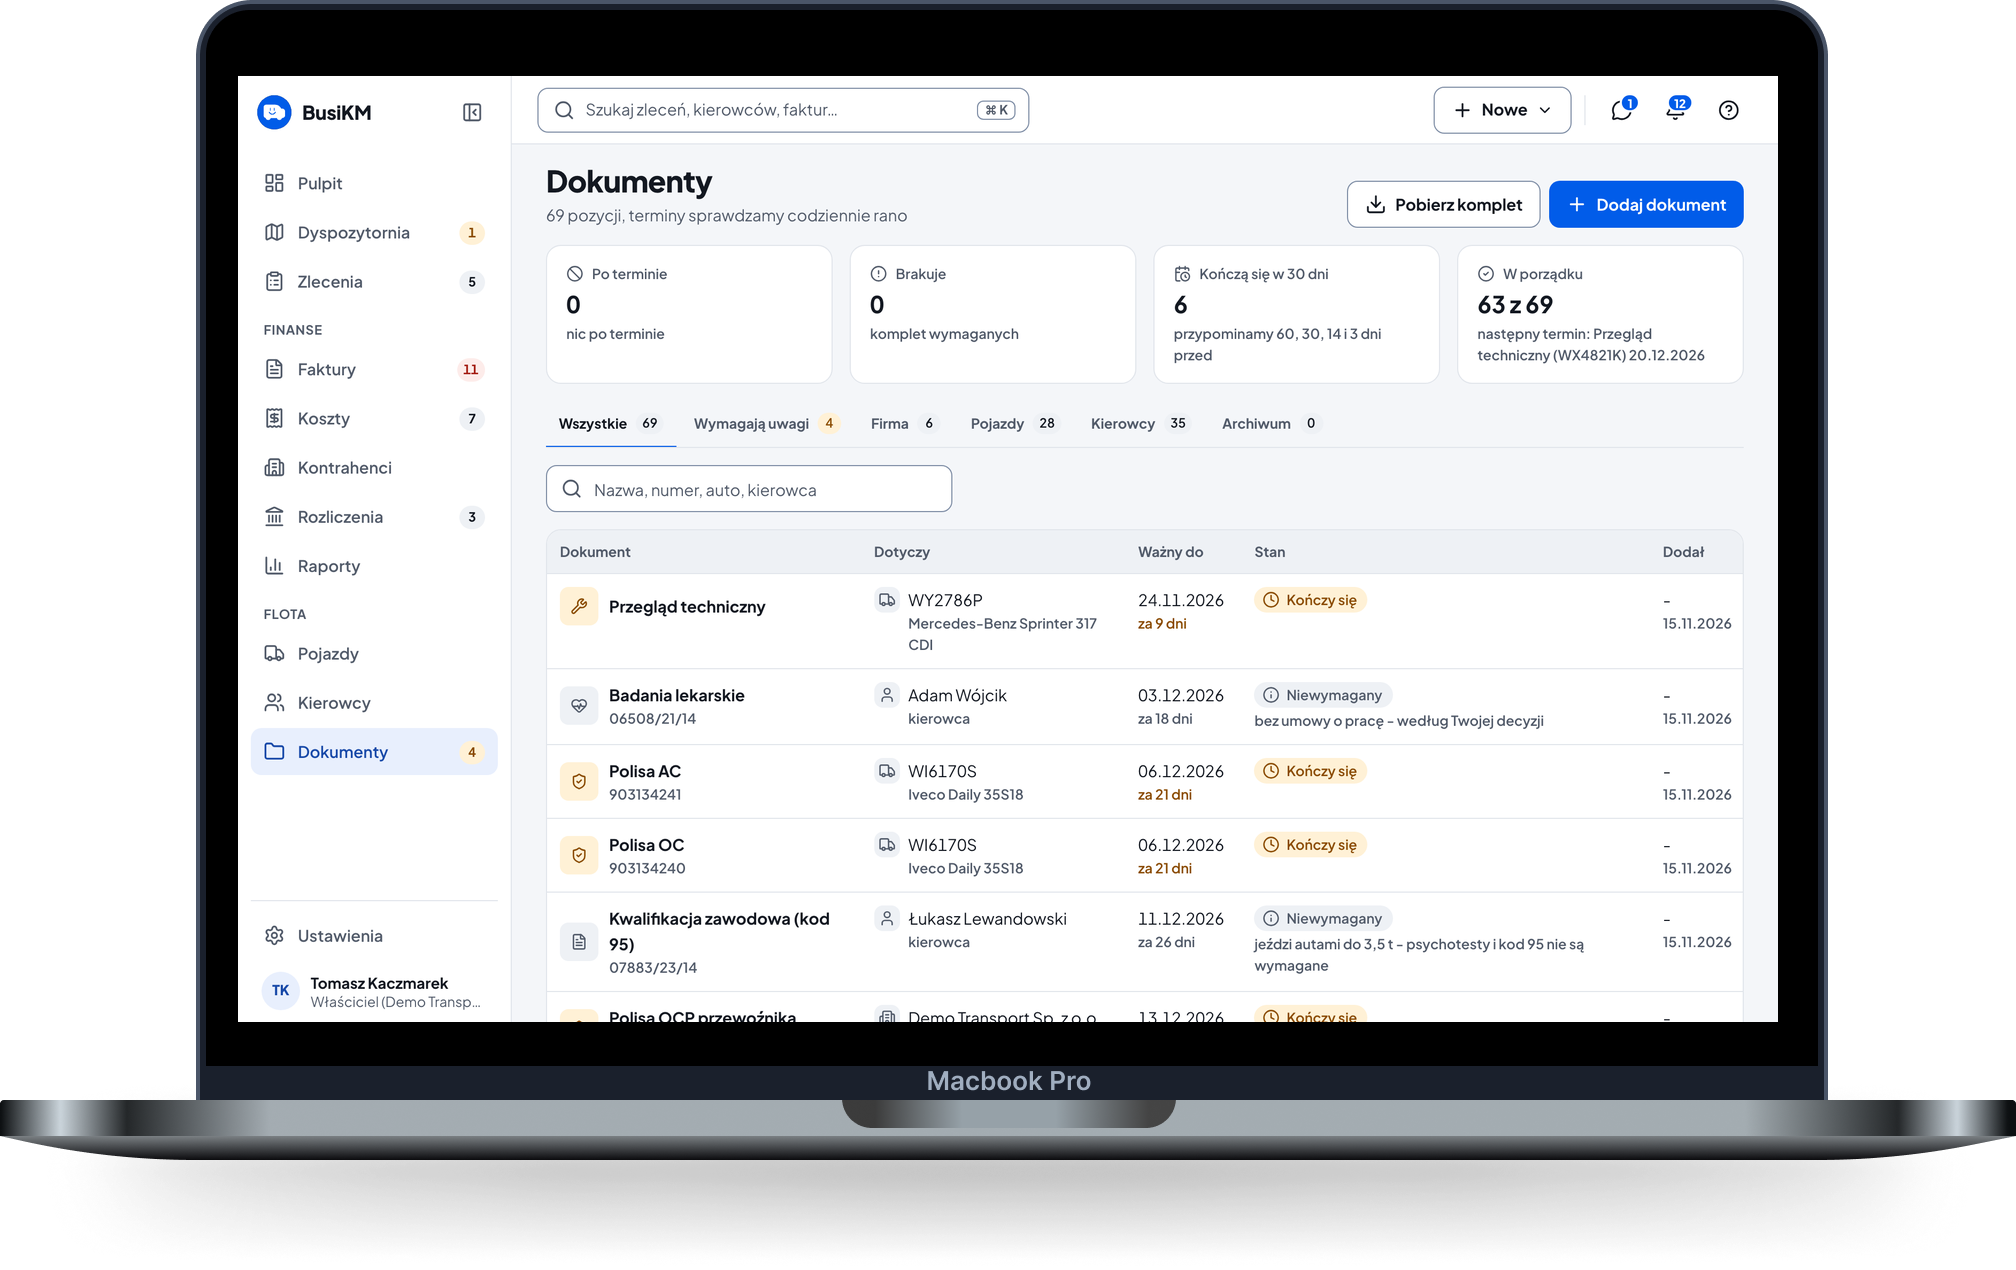 BusiKM
Szukaj zleceń, kierowców, faktur...
⌘ K
Nowe
1
12
Pulpit
Dyspozytornia 1
Zlecenia 5
FINANSE
Faktury 11
Koszty 7
Kontrahenci
Rozliczenia 3
Raporty
FLOTA
Pojazdy
Kierowcy
Dokumenty 4
Ustawienia
TK
Tomasz Kaczmarek
Właściciel (Demo Transp...
Dokumenty
69 pozycji, terminy sprawdzamy codziennie rano
Pobierz komplet
Dodaj dokument
Po terminie
0
nic po terminie
Brakuje
0
komplet wymaganych
Kończą się w 30 dni
6
przypominamy 60, 30, 14 i 3 dni
przed
W porządku
63 z 69
następny termin: Przegląd
techniczny (WX4821K) 20.12.2026
Wszystkie 69 Wymagają uwagi 4 Firma 6 Pojazdy 28 Kierowcy 35 Archiwum 0
Nazwa, numer, auto, kierowca
Dokument Dotyczy Ważny do Stan Dodał
Przegląd techniczny
WY2786P
Mercedes-Benz Sprinter 317
CDI
24.11.2026
za 9 dni
Kończy się
-
15.11.2026
Badania lekarskie
06508/21/14
Adam Wójcik
kierowca
03.12.2026
za 18 dni
Niewymagany
bez umowy o pracę - według Twojej decyzji
-
15.11.2026
Polisa AC
903134241
WI6170S
Iveco Daily 35S18
06.12.2026
za 21 dni
Kończy się
-
15.11.2026
Polisa OC
903134240
WI6170S
Iveco Daily 35S18
06.12.2026
za 21 dni
Kończy się
-
15.11.2026
Kwalifikacja zawodowa (kod
95)
07883/23/14
Łukasz Lewandowski
kierowca
11.12.2026
za 26 dni
Niewymagany
jeździ autami do 3,5 t - psychotesty i kod 95 nie są
wymagane
-
15.11.2026
Polisa OCP przewoźnika
Demo Transport Sp. z o.o.
13.12.2026
Kończy się
-
Macbook Pro